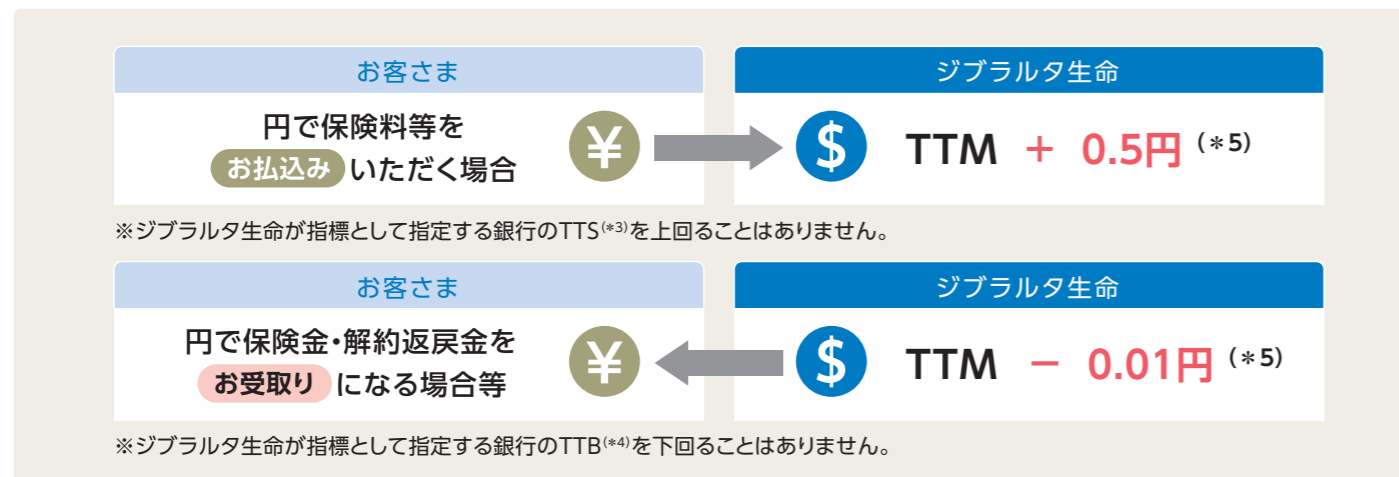 お客さま
ジブラルタ生命
円で保険料等を
お払込み いただく場合
¥
$
TTM + 0.5円 (*5)
※ジブラルタ生命が指標として指定する銀行のTTS(*3)を上回ることはありません。
お客さま
ジブラルタ生命
円で保険金・解約返戻金を
お受取り になる場合等
¥
$
TTM − 0.01円 (*5)
※ジブラルタ生命が指標として指定する銀行のTTB(*4)を下回ることはありません。